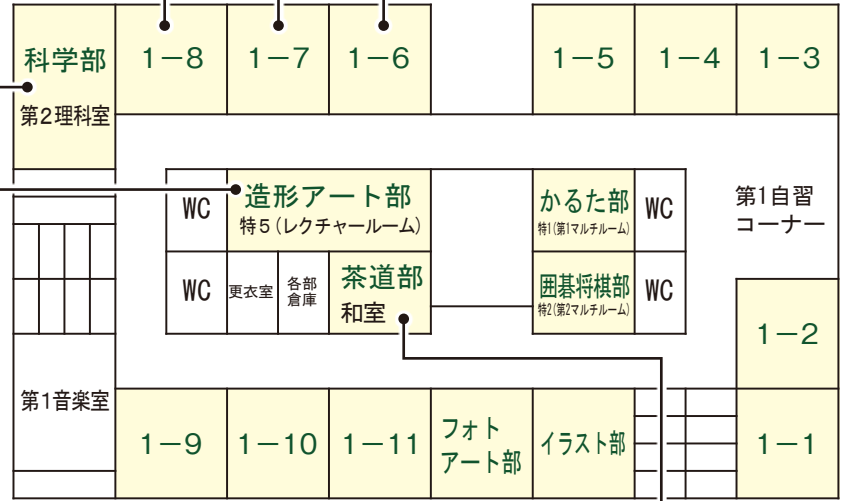 科学部
第2理科室
1－8
1－7
1－6
1－5
1－4
1－3
WC
造形アート部
特5（レクチャールーム）
かるた部
特1（第1マルチルーム）
WC
第1自習
コーナー
WC
更衣室
各部
倉庫
茶道部
和室
囲碁将棋部
特2（第2マルチルーム）
WC
1－2
第1音楽室
1－9
1－10
1－11
フォト
アート部
イラスト部
1－1